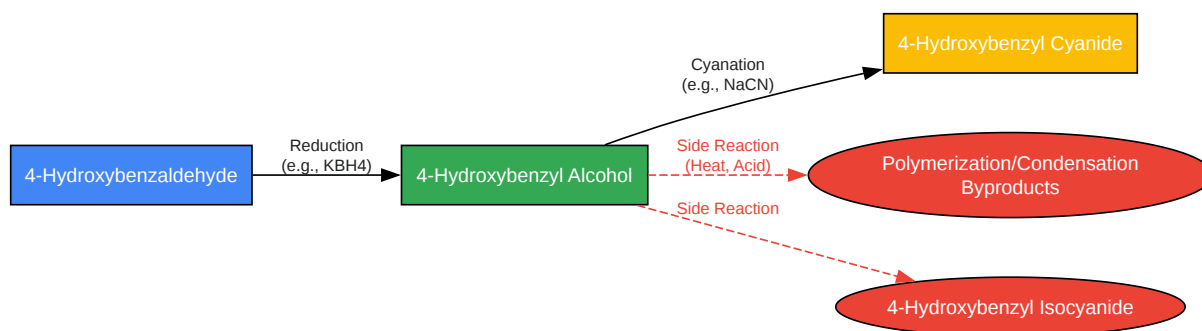 4-Hydroxybenzyl Cyanide
Cyanation
(e.g., NaCN)
Reduction
(e.g., KBH4)
Side Reaction
(Heat, Acid)
Polymerization/Condensation
Byproducts
4-Hydroxybenzaldehyde
4-Hydroxybenzyl Alcohol
Side Reaction
4-Hydroxybenzyl Isocyanide